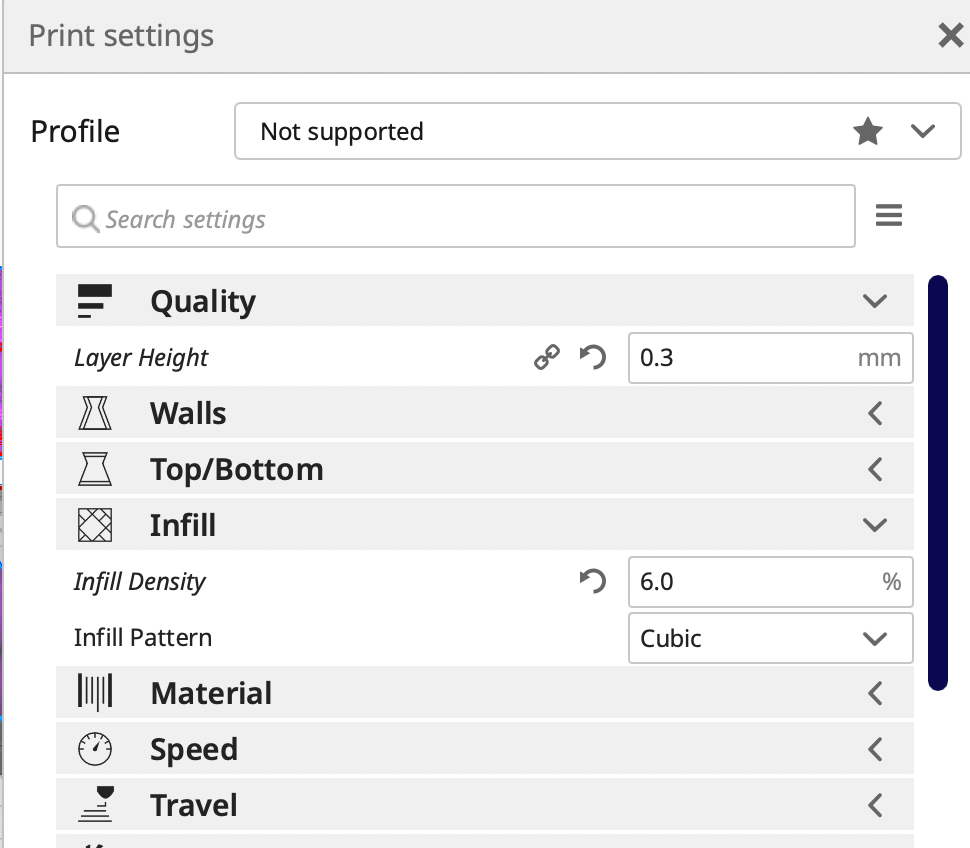 Print settings
Profile Not supported
Search settings
Quality
Layer Height 0.3 mm
Walls
Top/Bottom
Infill
Infill Density 6.0 %
Infill Pattern Cubic
Material
Speed
Travel